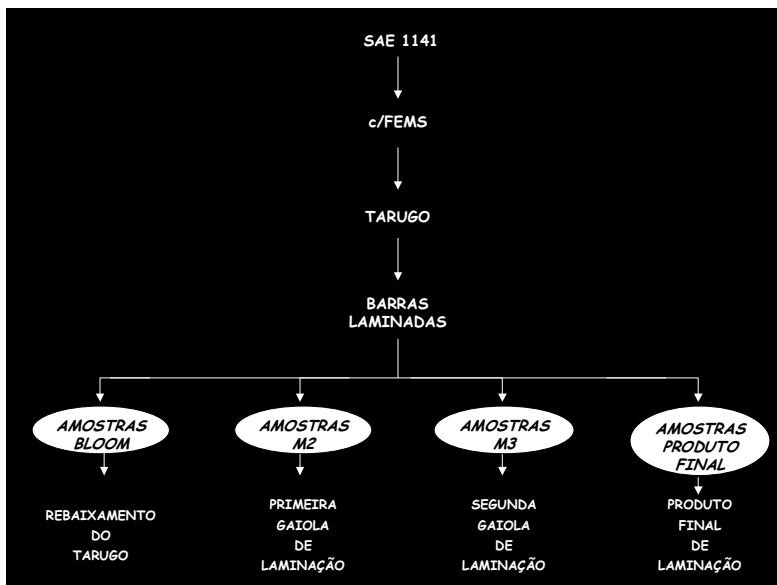 SAE 1141
c/FEMS
TARUGO
BARRAS
LAMINADAS
AMOSTRAS
BLOOM
AMOSTRAS
M2
AMOSTRAS
M3
AMOSTRAS
PRODUTO
FINAL
REBAIXAMENTO
DO
TARUGO
PRIMEIRA
GAIOLA
DE
LAMINAÇÃO
SEGUNDA
GAIOLA
DE
LAMINAÇÃO
PRODUTO
FINAL
DE
LAMINAÇÃO